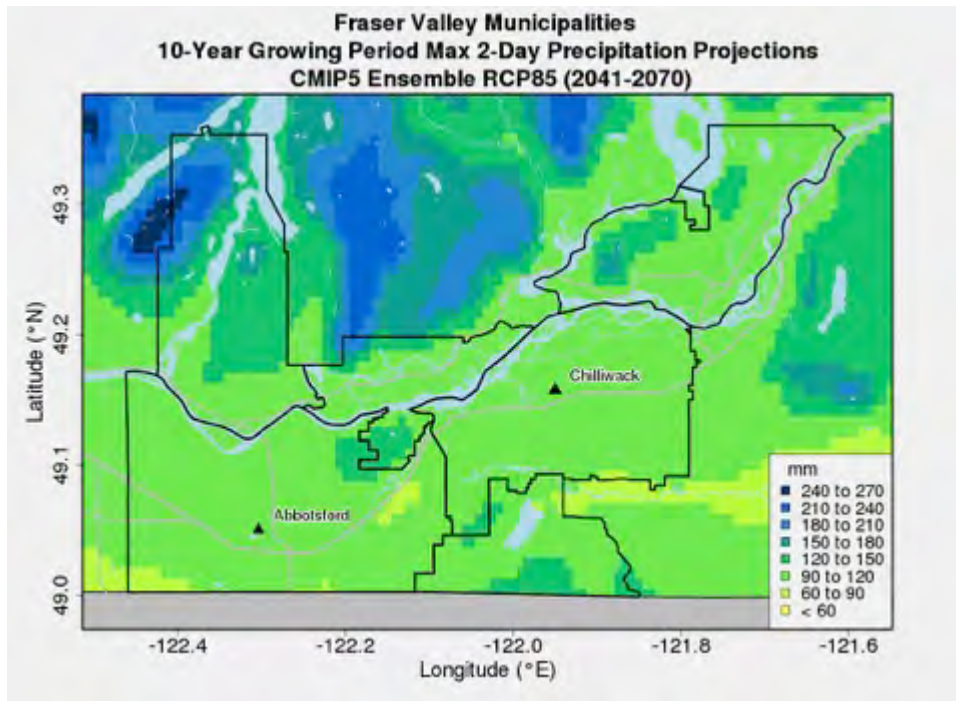 Fraser Valley Municipalities
10-Year Growing Period Max 2-Day Precipitation Projections
CMIP5 Ensemble RCP85 (2041-2070)
Latitude (°N)
49.3
49.2
49.1
49.0
Chilliwack
Abbotsford
mm
240 to 270
210 to 240
180 to 210
150 to 180
120 to 150
90 to 120
60 to 90
< 60
-122.4
-122.2
-122.0
-121.8
-121.6
Longitude (°E)